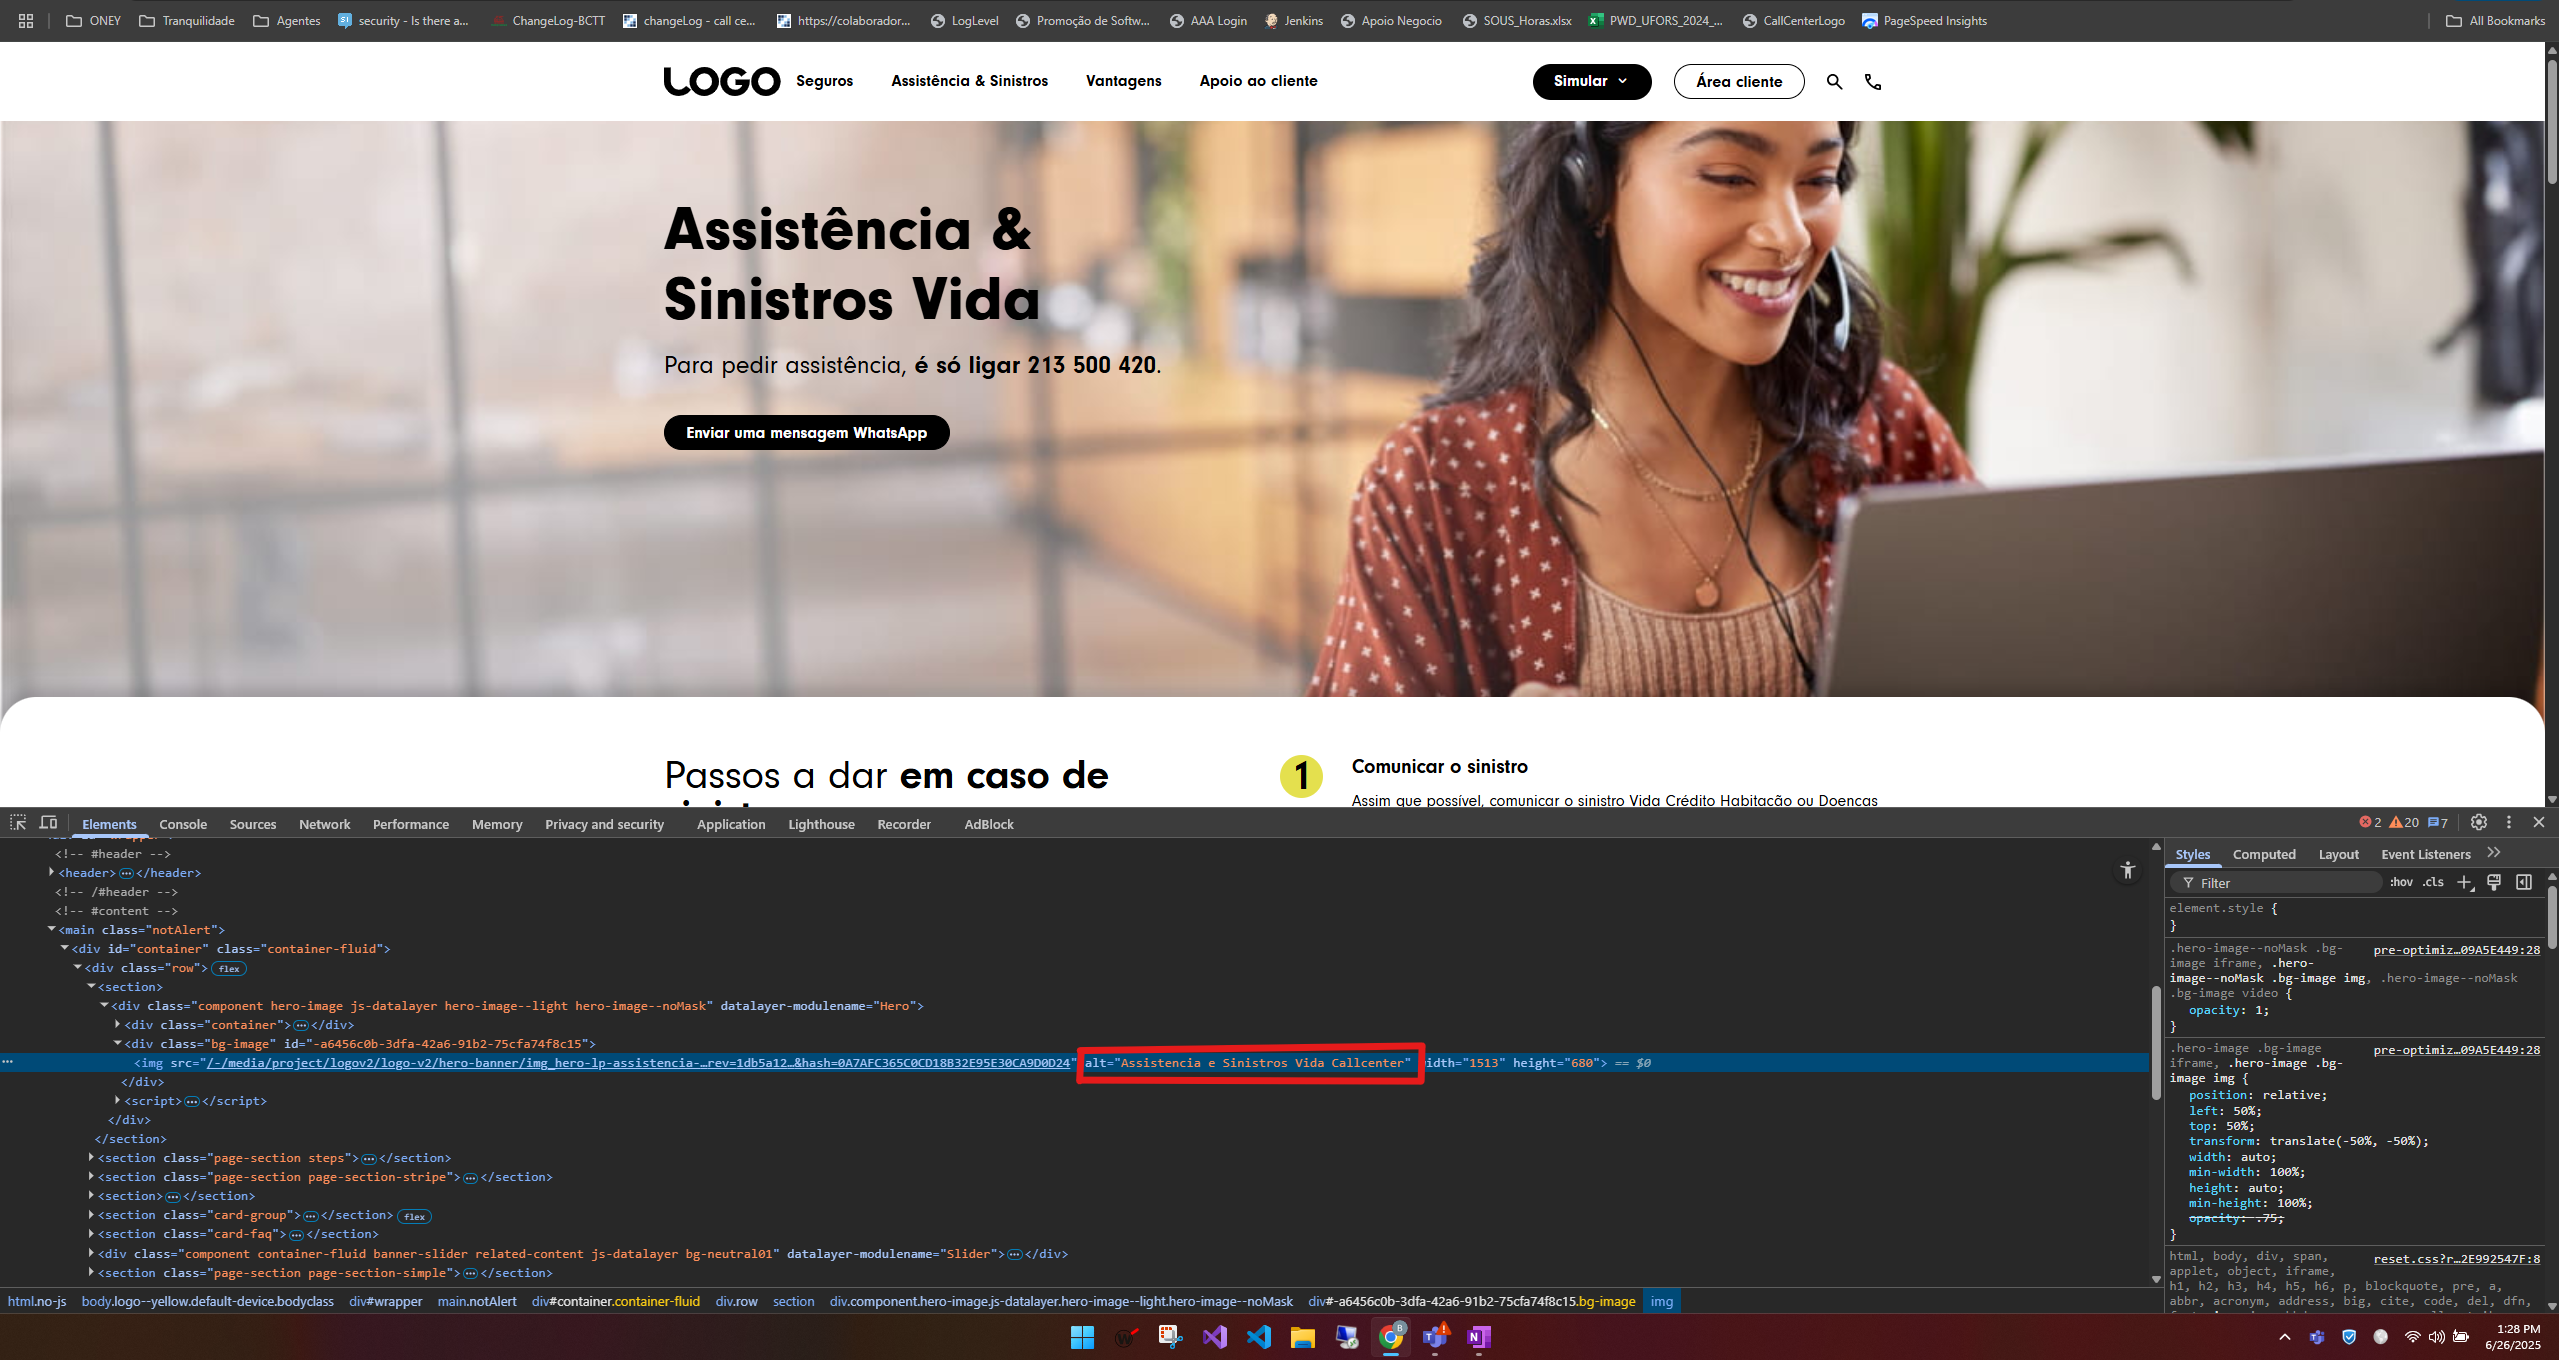 ONEY Tranquilidade Agentes security - Is there a... ChangeLog-BCTT changeLog - call ce... https://colaborador... LogLevel Promoção de Softw... AAA Login Jenkins Apoio Negocio SOUS_Horas.xlsx PWD_UFORS_2024_... CallCenterLogo PageSpeed Insights All Bookmarks
LOGO Seguros Assistência & Sinistros Vantagens Apoio ao cliente Simular Área cliente
Assistência &
Sinistros Vida
Para pedir assistência, é só ligar 213 500 420.
Enviar uma mensagem WhatsApp
Passos a dar em caso de
1 Comunicar o sinistro
Assim que possível, comunicar o sinistro Vida Crédito Habitação ou Doenças
Elements Console Sources Network Performance Memory Privacy and security Application Lighthouse Recorder AdBlock 2 20 7
<!-- #header -->
<header> ... </header>
<!-- /#header -->
<!-- #content -->
<main class="notAlert">
<div id="container" class="container-fluid">
<div class="row"> flex
<section>
<div class="component hero-image js-datalayer hero-image--light hero-image--noMask" datalayer-modulename="Hero">
<div class="container"> ... </div>
<div class="bg-image" id="-a6456c0b-3dfa-42a6-91b2-75cfa74f8c15">
<img src="/-/media/project/logov2/logo-v2/hero-banner/img_hero-lp-assistencia-…rev=1db5a12…&hash=0A7AFC365C0CD18B32E95E30CA9D0D24" alt="Assistencia e Sinistros Vida Callcenter" width="1513" height="680"> == $0
</div>
<script> ... </script>
</div>
</section>
<section class="page-section steps"> ... </section>
<section class="page-section page-section-stripe"> ... </section>
<section> ... </section>
<section class="card-group"> ... </section> flex
<section class="card-faq"> ... </section>
<div class="component container-fluid banner-slider related-content js-datalayer bg-neutral01" datalayer-modulename="Slider"> ... </div>
<section class="page-section page-section-simple"> ... </section>
html.no-js body.logo--yellow.default-device.bodyclass div#wrapper main.notAlert div#container.container-fluid div.row section div.component.hero-image.js-datalayer.hero-image--light.hero-image--noMask div#-a6456c0b-3dfa-42a6-91b2-75cfa74f8c15.bg-image img
Styles Computed Layout Event Listeners
Filter :hov .cls
element.style {
}
.hero-image--noMask .bg- pre-optimiz…09A5E449:28
image iframe, .hero-
image--noMask .bg-image img, .hero-image--noMask
.bg-image video {
opacity: 1;
}
.hero-image .bg-image pre-optimiz…09A5E449:28
iframe, .hero-image .bg-
image img {
position: relative;
left: 50%;
top: 50%;
transform: translate(-50%, -50%);
width: auto;
min-width: 100%;
height: auto;
min-height: 100%;
opacity: .75;
}
html, body, div, span, reset.css?r…2E992547F:8
applet, object, iframe,
h1, h2, h3, h4, h5, h6, p, blockquote, pre, a,
abbr, acronym, address, big, cite, code, del, dfn,
1:28 PM
6/26/2025